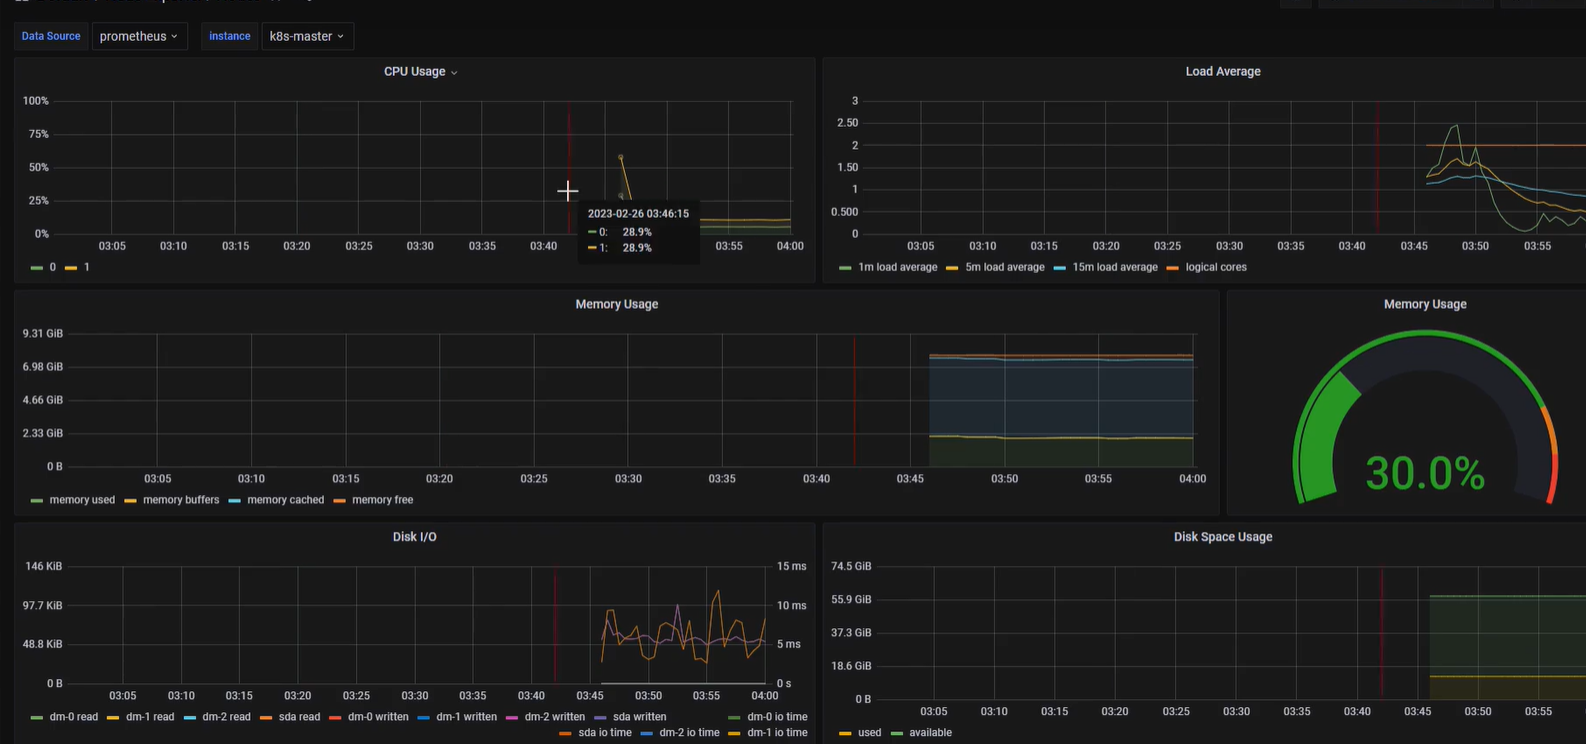 Data Source prometheus instance k8s-master
CPU Usage
100%
75%
50%
25%
0%
03:05 03:10 03:15 03:20 03:25 03:30 03:35 03:40 03:55 04:00
2023-02-26 03:46:15
0: 28.9%
1: 28.9%
0 1
Load Average
3
2.50
2
1.50
1
0.500
0
03:05 03:10 03:15 03:20 03:25 03:30 03:35 03:40 03:45 03:50 03:55
1m load average 5m load average 15m load average logical cores
Memory Usage
9.31 GiB
6.98 GiB
4.66 GiB
2.33 GiB
0 B
03:05 03:10 03:15 03:20 03:25 03:30 03:35 03:40 03:45 03:50 03:55 04:00
memory used memory buffers memory cached memory free
Memory Usage
30.0%
Disk I/O
146 KiB
97.7 KiB
48.8 KiB
0 B
15 ms
10 ms
5 ms
0 s
03:05 03:10 03:15 03:20 03:25 03:30 03:35 03:40 03:45 03:50 03:55 04:00
dm-0 read dm-1 read dm-2 read sda read dm-0 written dm-1 written dm-2 written sda written dm-0 io time
sda io time dm-2 io time dm-1 io time
Disk Space Usage
74.5 GiB
55.9 GiB
37.3 GiB
18.6 GiB
0 B
03:05 03:10 03:15 03:20 03:25 03:30 03:35 03:40 03:45 03:50 03:55
used available